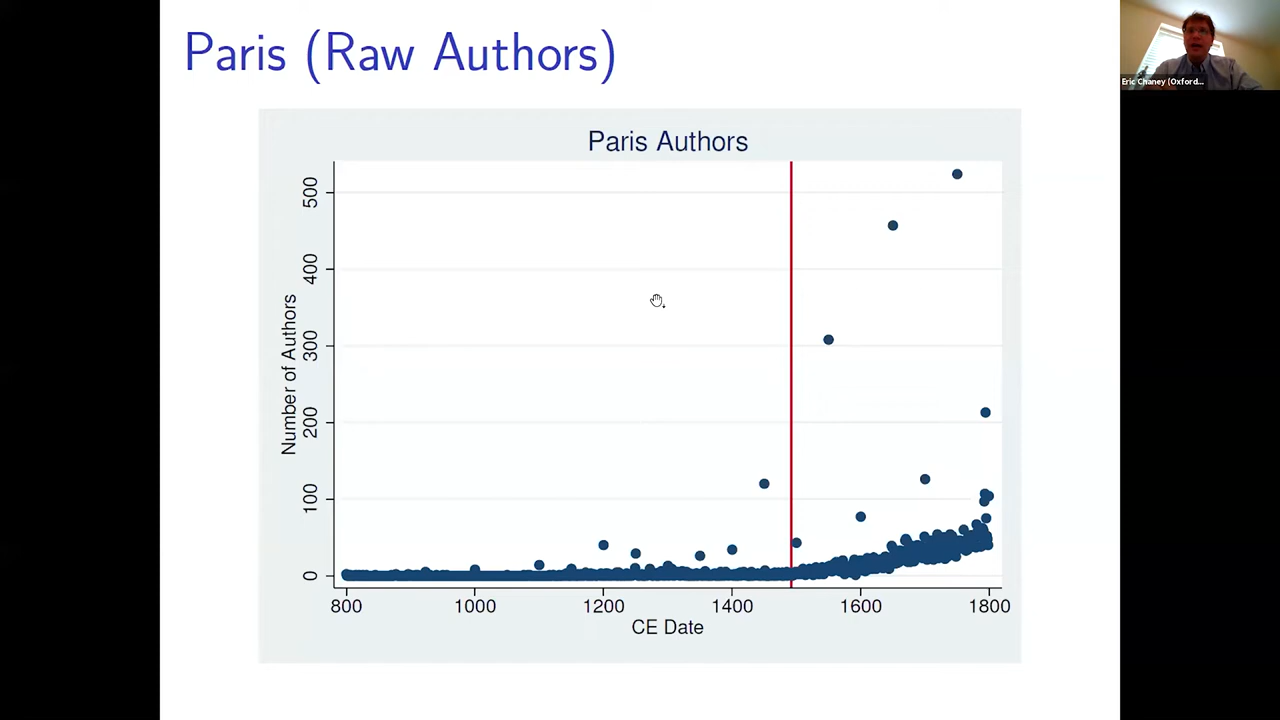 Paris (Raw Authors)
Eric Chaney (Oxford...
Paris Authors
Number of Authors
500
400
300
200
100
0
800 1000 1200 1400 1600 1800
CE Date